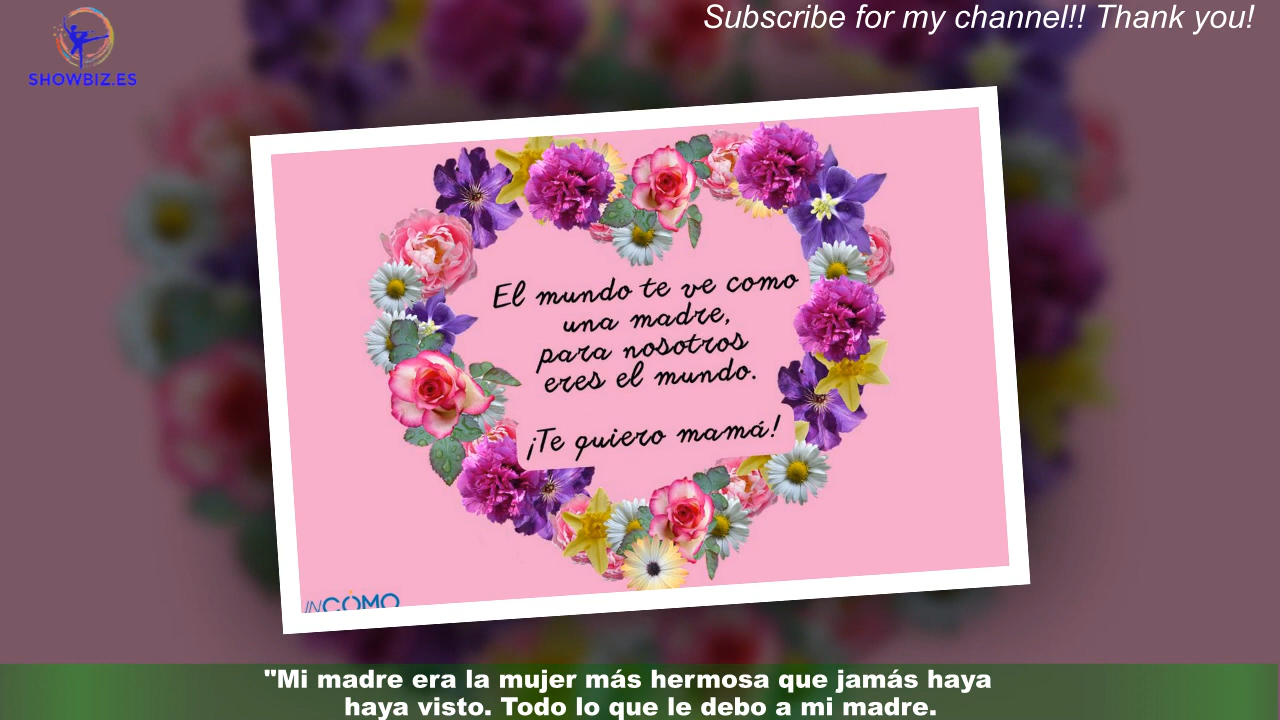 Subscribe for my channel!! Thank you!
SHOWBIZ.ES
El mundo te ve como
una madre,
para nosotros
eres el mundo.
¡Te quiero mamá!
INCOMO
"Mi madre era la mujer más hermosa que jamás haya
haya visto. Todo lo que le debo a mi madre.